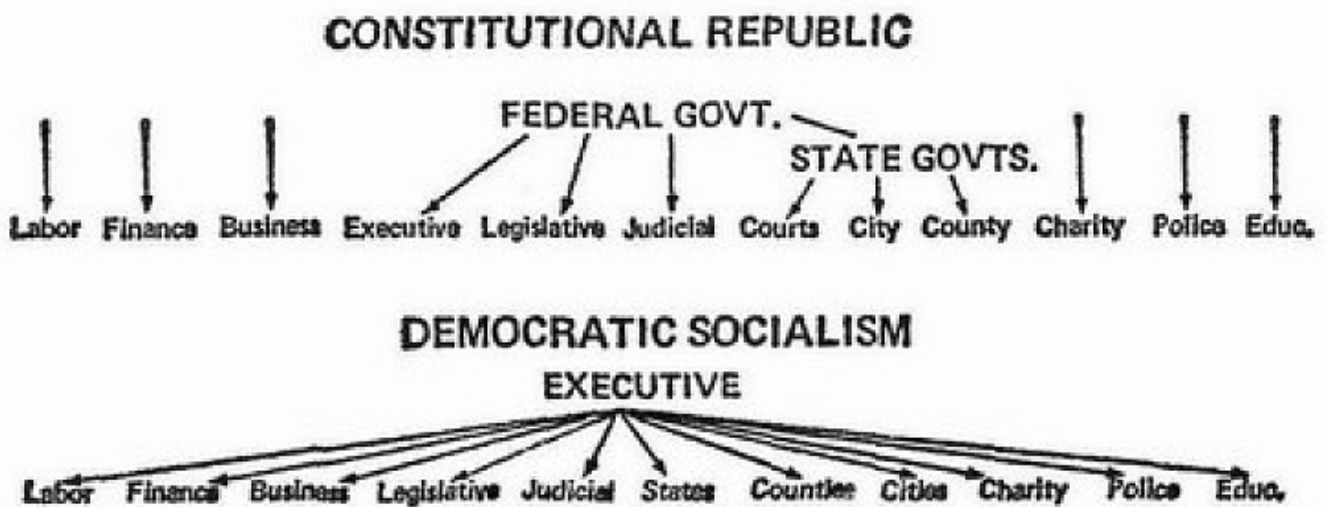 CONSTITUTIONAL REPUBLIC
FEDERAL GOVT.
STATE GOVTS.
Labor Finance Business Executive Legislative Judicial Courts City County Charity Police Educ.
DEMOCRATIC SOCIALISM
EXECUTIVE
Labor Finance Business Legislative Judicial States Counties Cities Charity Police Educ.